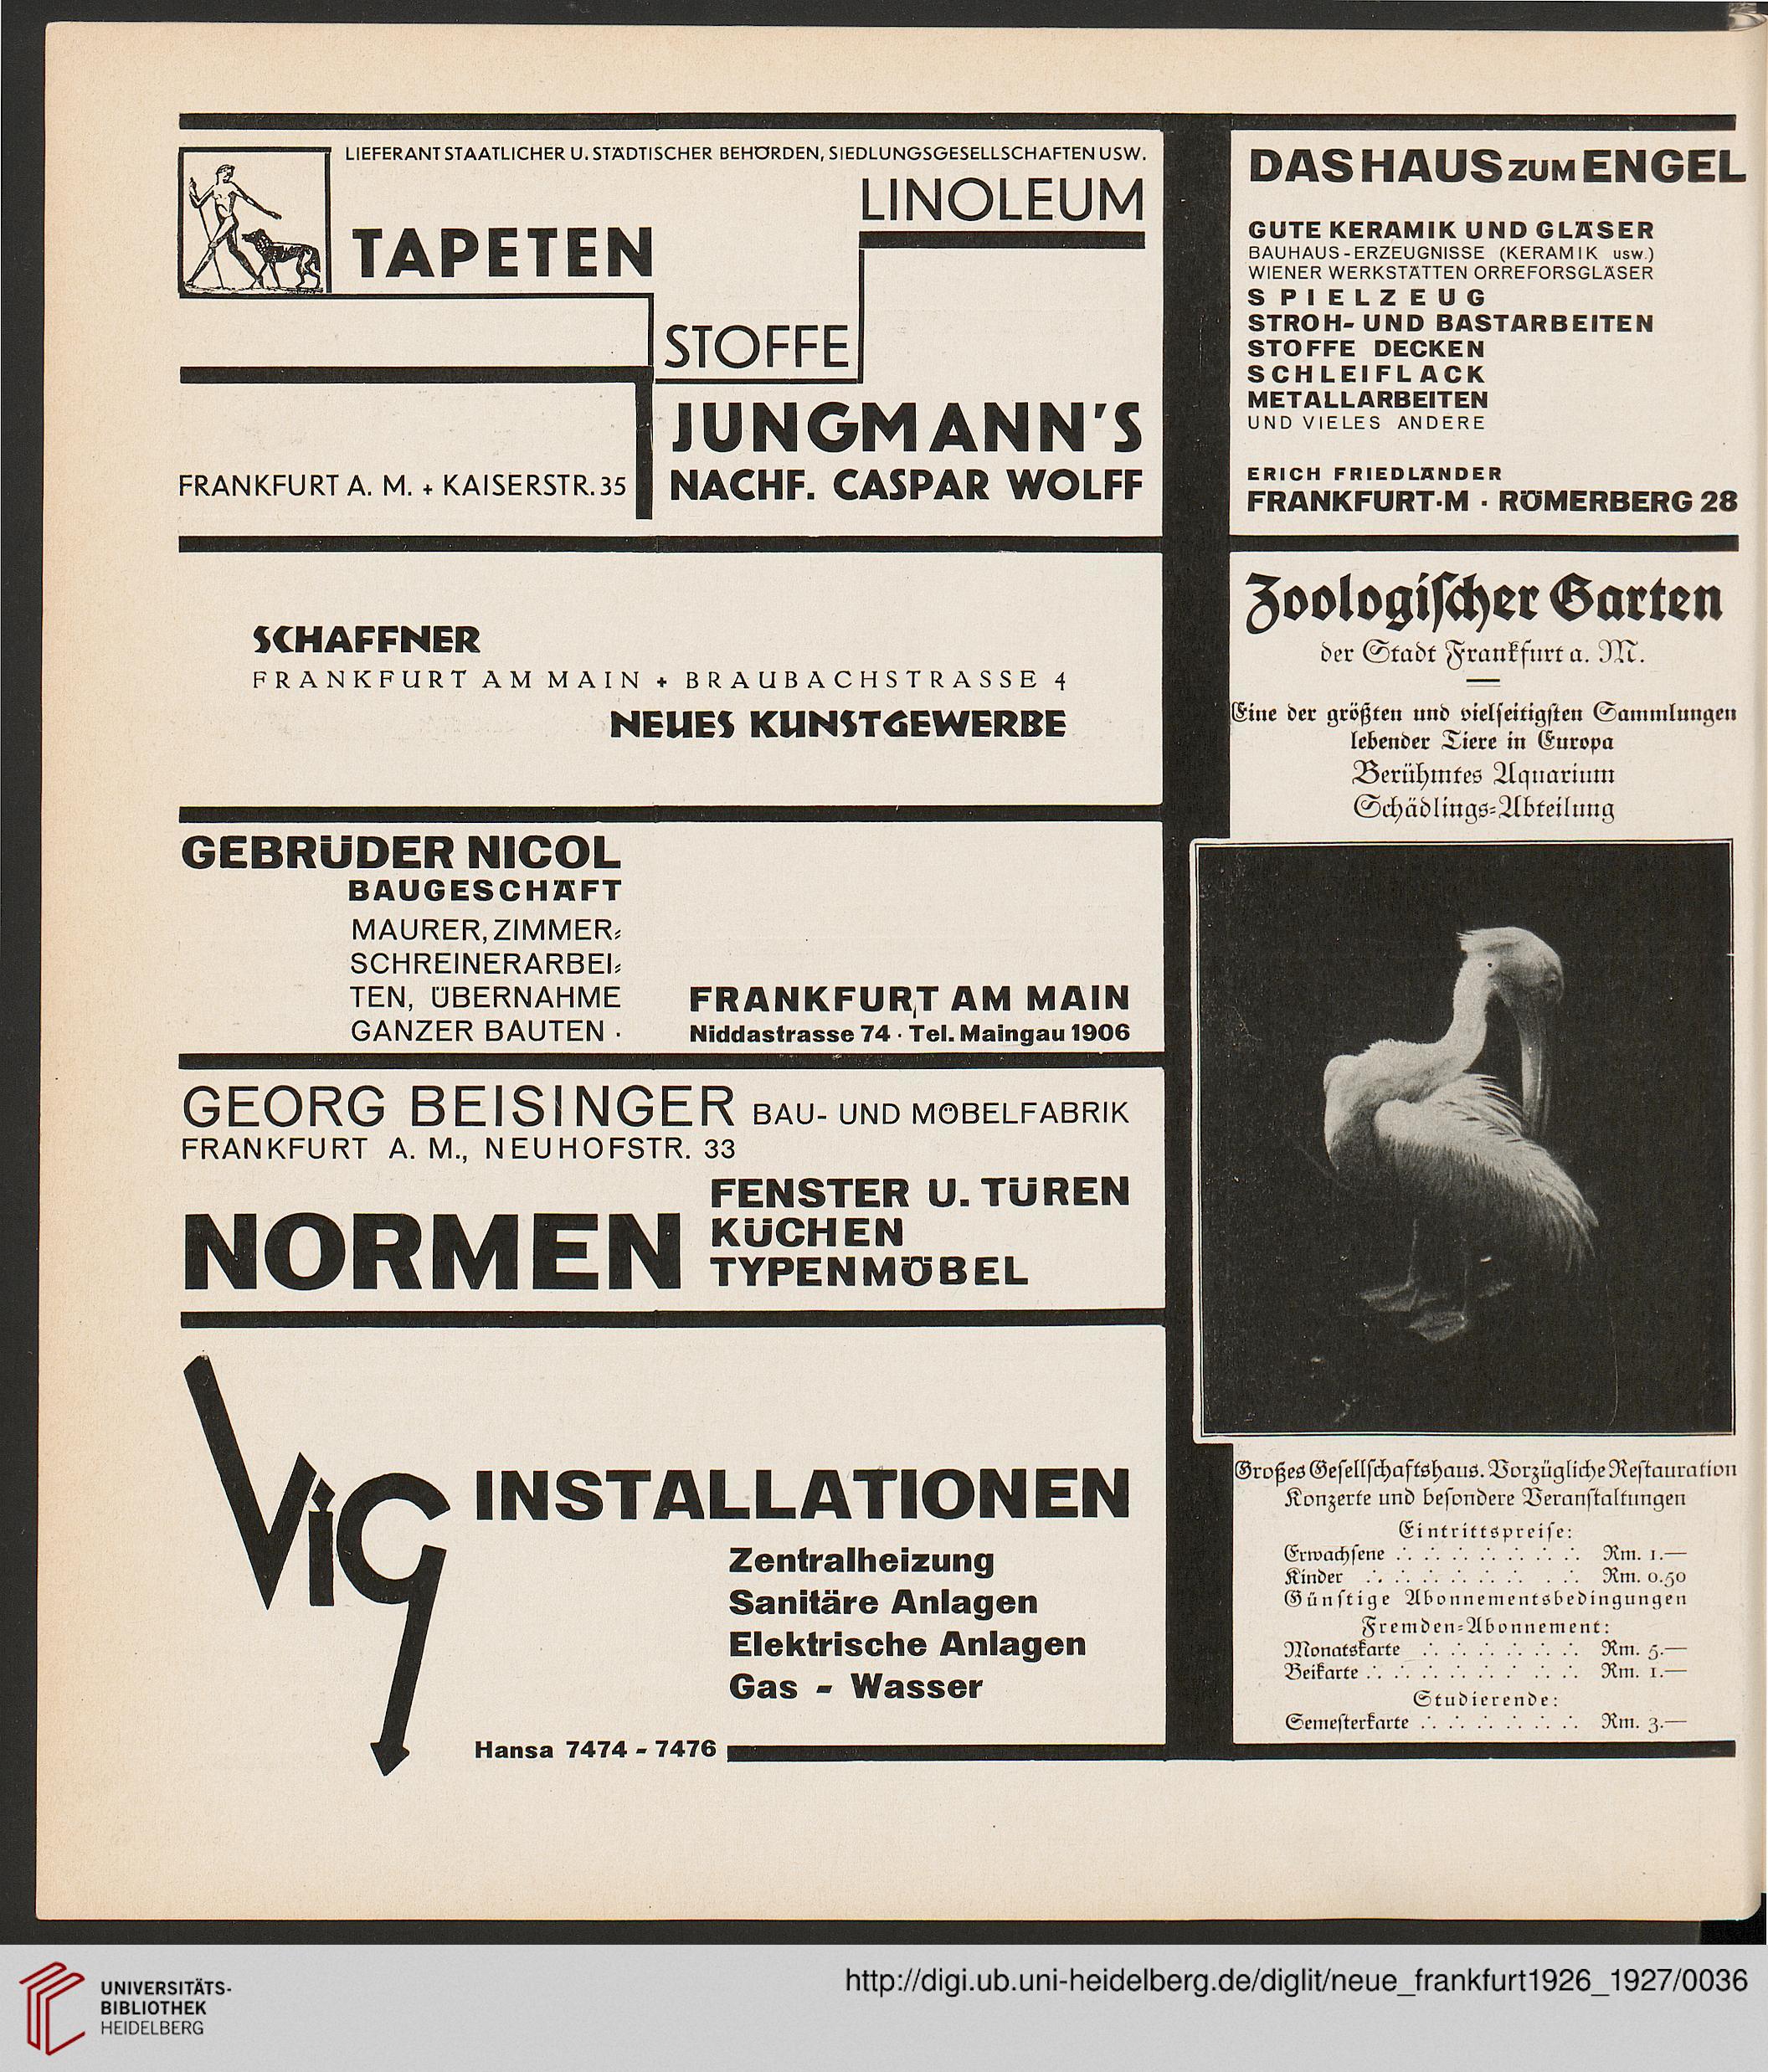 LIEFERANT STAATLICHER U. STÄDTISCHER BEHÖRDEN, SIEDLUNGSGESELLSCHAFTEN USW.
LINOLEUM
TAPETEN
STOFFE
JUNGMANN'S
FRANKFURT A. M. + KAISERSTR. 35
NACHF. CASPAR WOLFF
SCHAFFNER
FRANKFURT AM MAIN + BRAUBACHSTRASSE 4
NEUES KUNSTGEWERBE
GEBRÜDER NICOL
BAUGESCHÄFT
MAURER, ZIMMER-
SCHREINERARBEI-
TEN, ÜBERNAHME
GANZER BAUTEN ·
FRANKFURT AM MAIN
Niddastrasse 74 · Tel. Maingau 1906
GEORG BEISINGER BAU- UND MÖBELFABRIK
FRANKFURT A. M., NEUHOFSTR. 33
NORMEN
FENSTER U. TÜREN
KÜCHEN
TYPENMÖBEL
ViG
INSTALLATIONEN
Zentralheizung
Sanitäre Anlagen
Elektrische Anlagen
Gas - Wasser
Hansa 7474 - 7476
DAS HAUS ZUM ENGEL
GUTE KERAMIK UND GLÄSER
BAUHAUS-ERZEUGNISSE (KERAMIK usw.)
WIENER WERKSTÄTTEN ORREFORSGLÄSER
SPIELZEUG
STROH- UND BASTARBEITEN
STOFFE DECKEN
SCHLEIFLACK
METALLARBEITEN
UND VIELES ANDERE
ERICH FRIEDLÄNDER
FRANKFURT·M · RÖMERBERG 28
Zoologiſcher Garten
der Stadt Frankfurt a. M.
Eine der größten und vielſeitigſten Sammlungen
lebender Tiere in Europa
Berühmtes Aquarium
Schädlings-Abteilung
Großes Geſellſchaftshaus. Vorzügliche Reſtauration
Konzerte und beſondere Veranſtaltungen
Eintrittspreiſe:
Erwachſene . . . . . . . Rm. 1.—
Kinder . . . . . . . Rm. 0.50
Günſtige Abonnementsbedingungen
Fremden-Abonnement:
Monatskarte . . . . . . Rm. 5.—
Beikarte . . . . . . . . Rm. 1.—
Studierende:
Semeſterkarte . . . . . . Rm. 3.—
UNIVERSITÄTS-
BIBLIOTHEK
HEIDELBERG
http://digi.ub.uni-heidelberg.de/diglit/neue_frankfurt1926_1927/0036